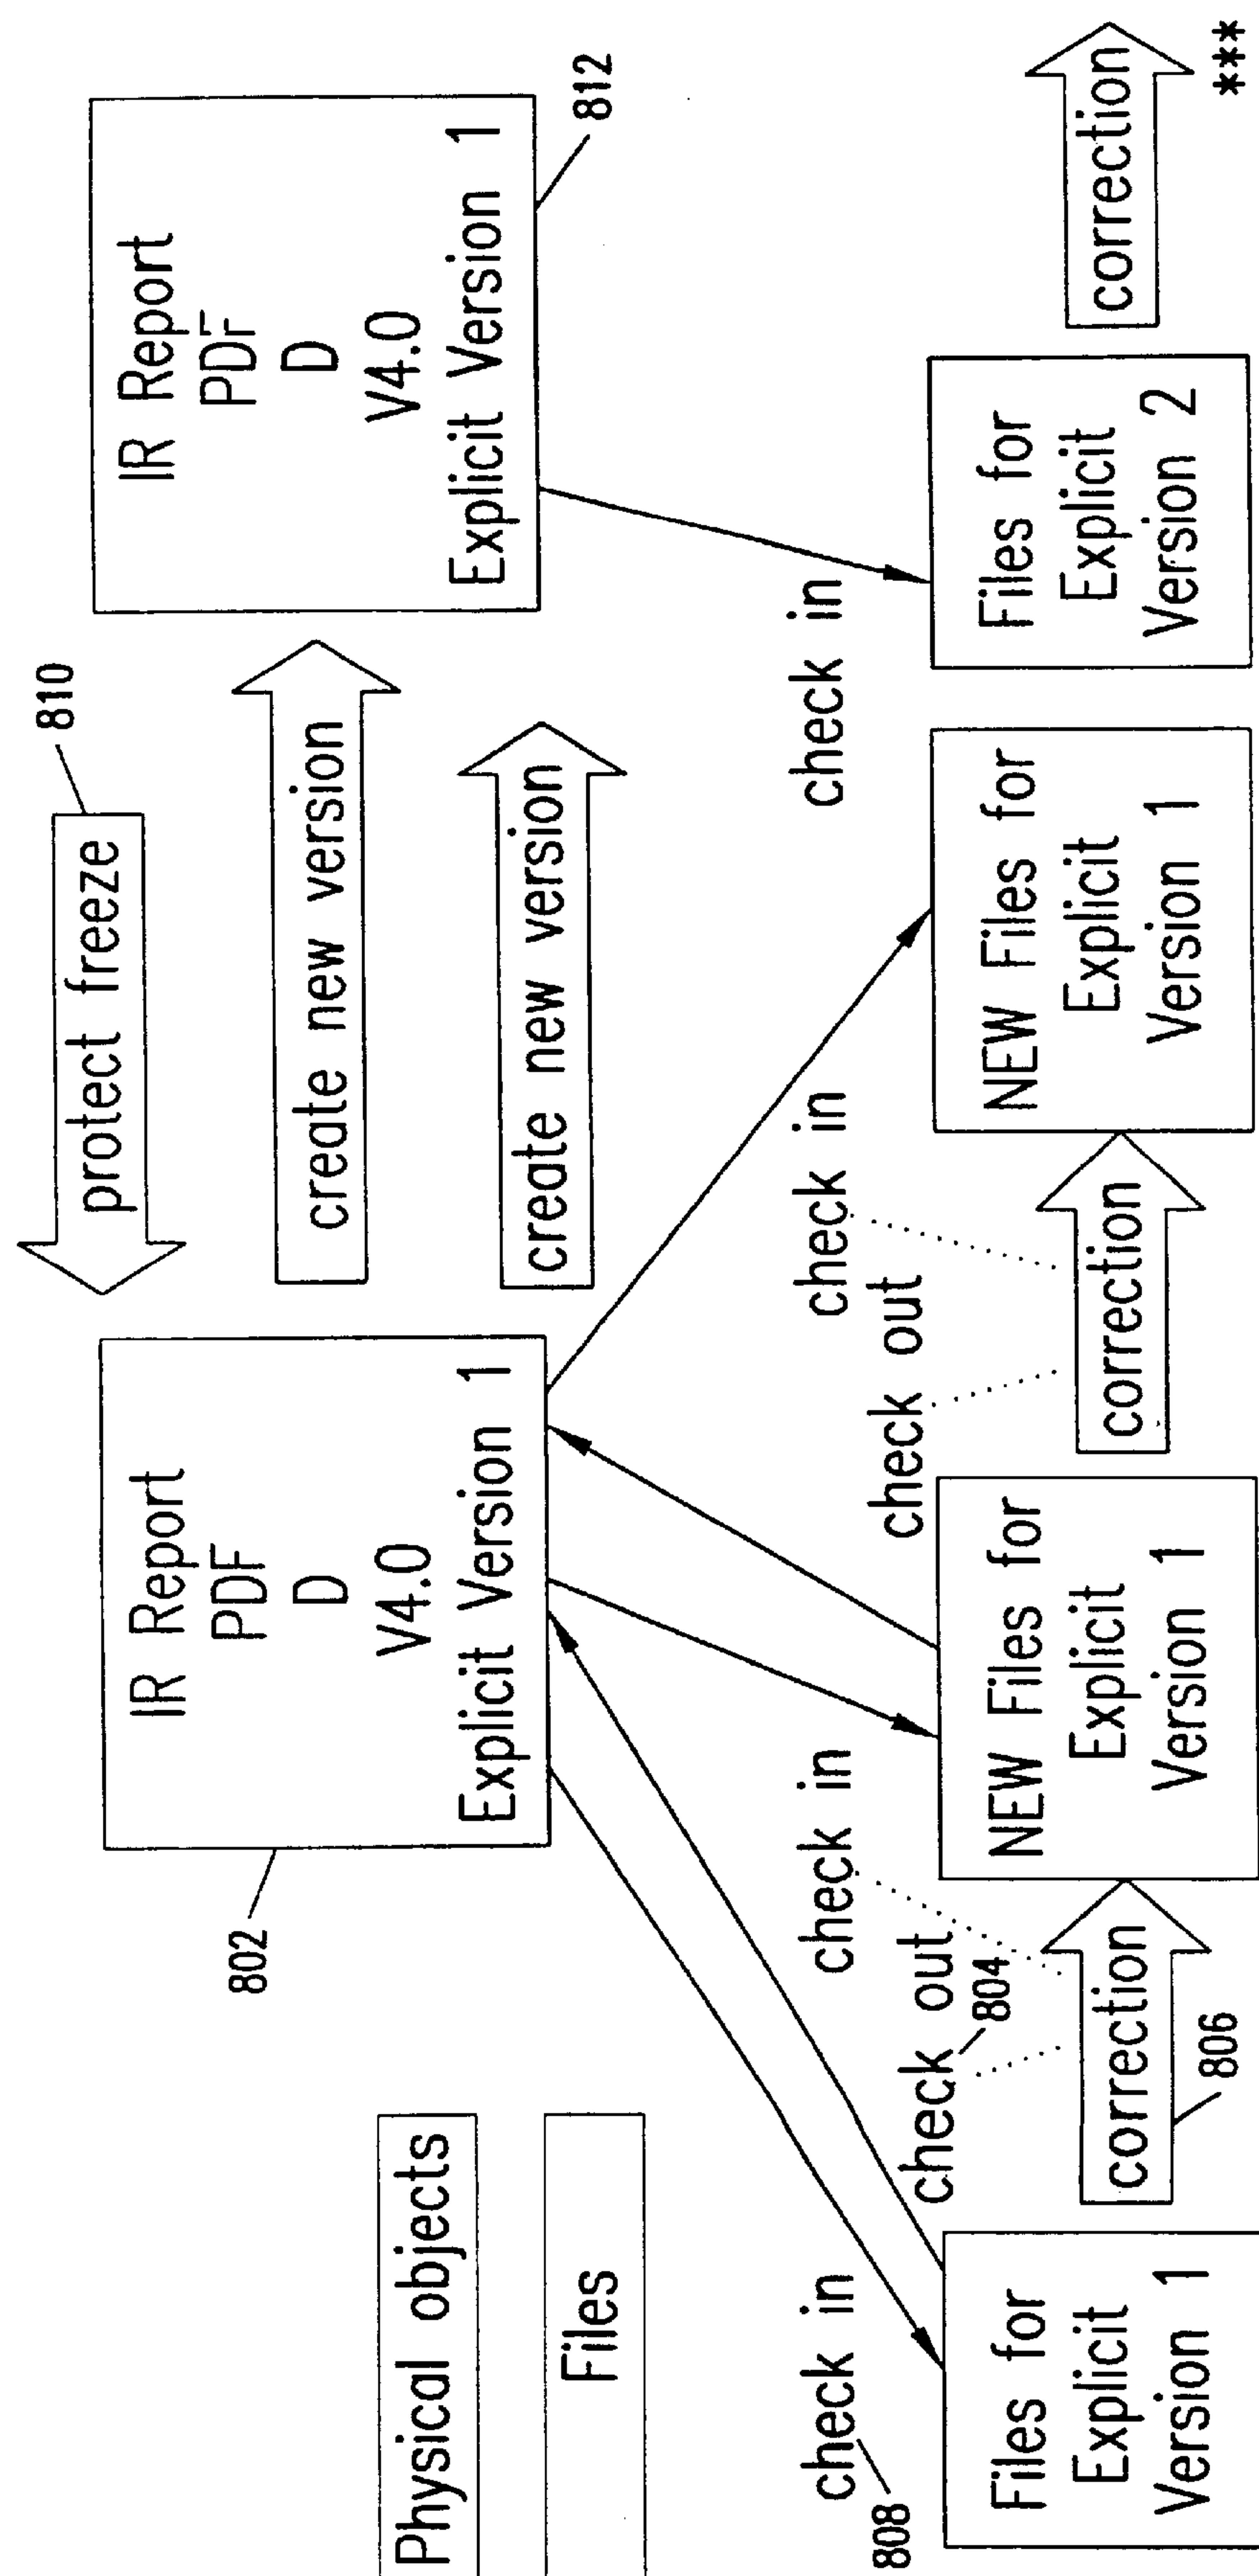 Physical objects
Files
802
IR Report
PDF
D
V4.0
Explicit Version 1
810
protect freeze
create new version
create new version
IR Report
PDF
D
V4.0
Explicit Version 1
812
808
check in
check out
804
check in
check out
check in
check in
Files for
Explicit
Version 1
correction
806
NEW Files for
Explicit
Version 1
correction
NEW Files for
Explicit
Version 1
Files for
Explicit
Version 2
correction
***